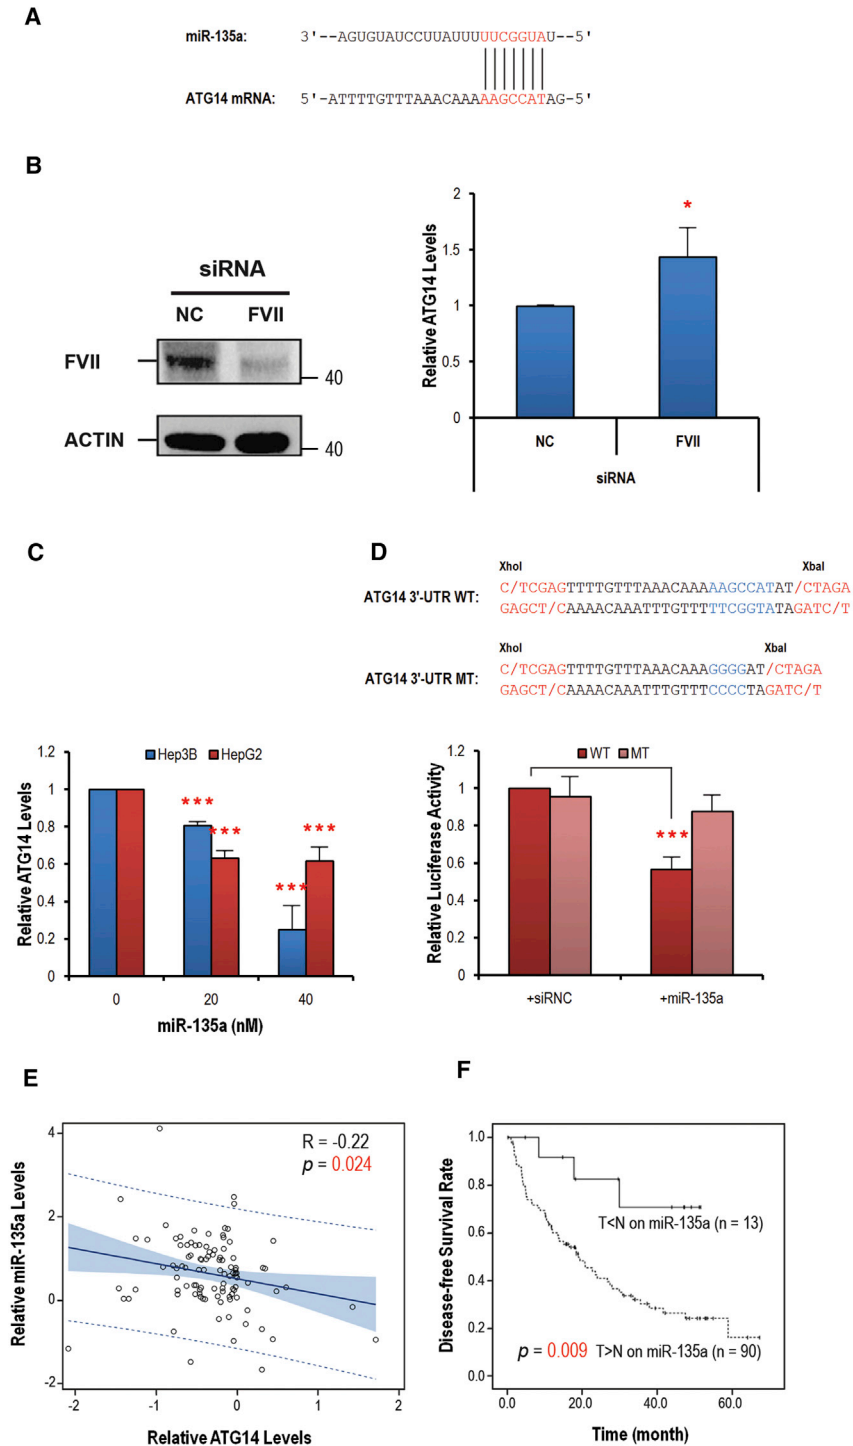 A
miR-135a: 3'--AGUGUAUCCUUAUUUUUCGGUAU--5'
ATG14 mRNA: 5'-ATTTTGTTTAAACAAAAAGCCATAG-5'
B
siRNA
NC FVII
FVII
40
ACTIN
40
Relative ATG14 Levels
2
1.5
1
0.5
0
*
NC FVII
siRNA
C
Relative ATG14 Levels
1.2
1
0.8
0.6
0.4
0.2
0
Hep3B HepG2
***
***
***
***
0 20 40
miR-135a (nM)
D
XhoI XbaI
ATG14 3'-UTR WT: C/TCGAGTTTTGTTTAAACAAAAAGCCATAT/CTAGA
GAGCT/CAAAACAAATTTGTTTTTCGGTATAGATC/T
XhoI XbaI
ATG14 3'-UTR MT: C/TCGAGTTTTGTTTAAACAAAGGGGAT/CTAGA
GAGCT/CAAAACAAATTTGTTTCCCCTAGATC/T
Relative Luciferase Activity
1.2
1
0.8
0.6
0.4
0.2
0
WT MT
***
+siRNC +miR-135a
E
Relative miR-135a Levels
4
2
0
-2
R = -0.22
p = 0.024
-2 -1 0 1 2
Relative ATG14 Levels
F
Disease-free Survival Rate
1.0
0.8
0.6
0.4
0.2
0.0
T<N on miR-135a (n = 13)
p = 0.009 T>N on miR-135a (n = 90)
0.0 20.0 40.0 60.0
Time (month)